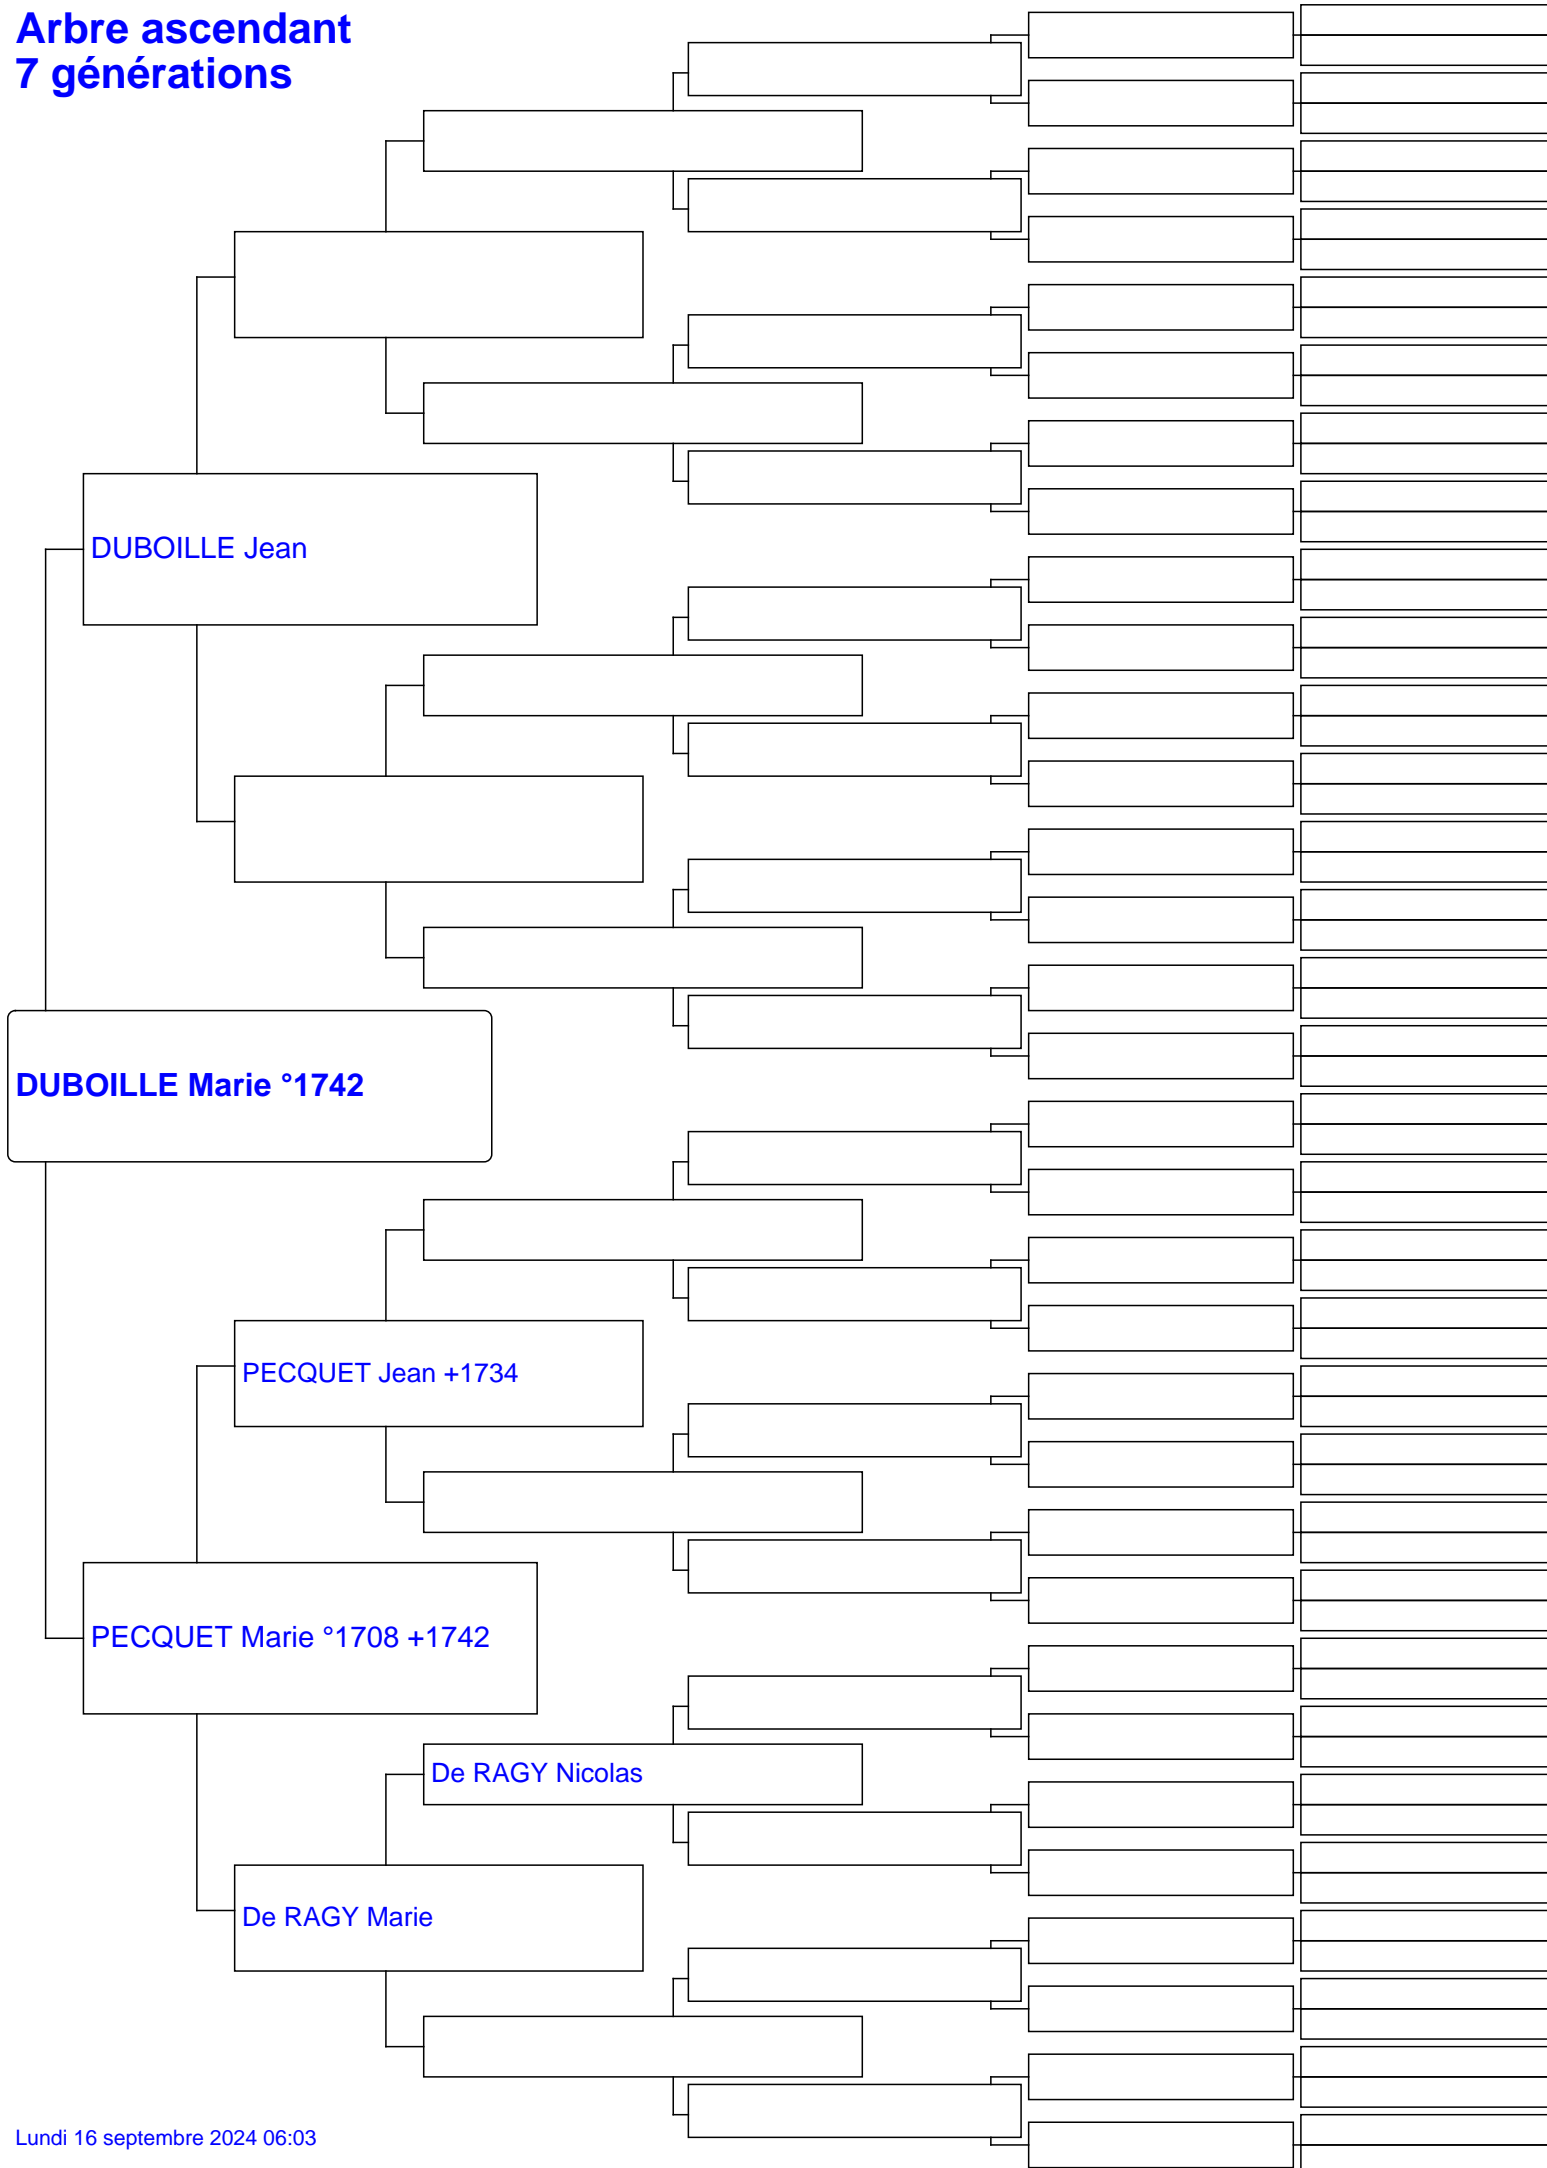 Arbre ascendant
7 générations
DUBOILLE Jean
DUBOILLE Marie °1742
PECQUET Jean +1734
PECQUET Marie °1708 +1742
De RAGY Nicolas
De RAGY Marie
Lundi 16 septembre 2024 06:03